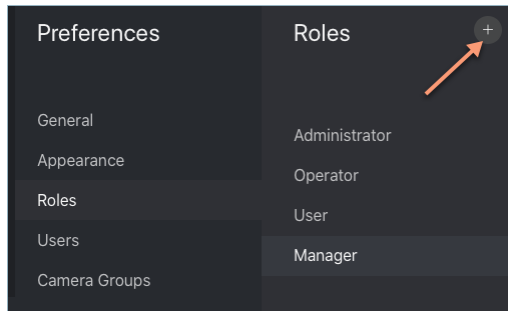 Preferences
General
Appearance
Roles
Users
Camera Groups
Roles
+
Administrator
Operator
User
Manager